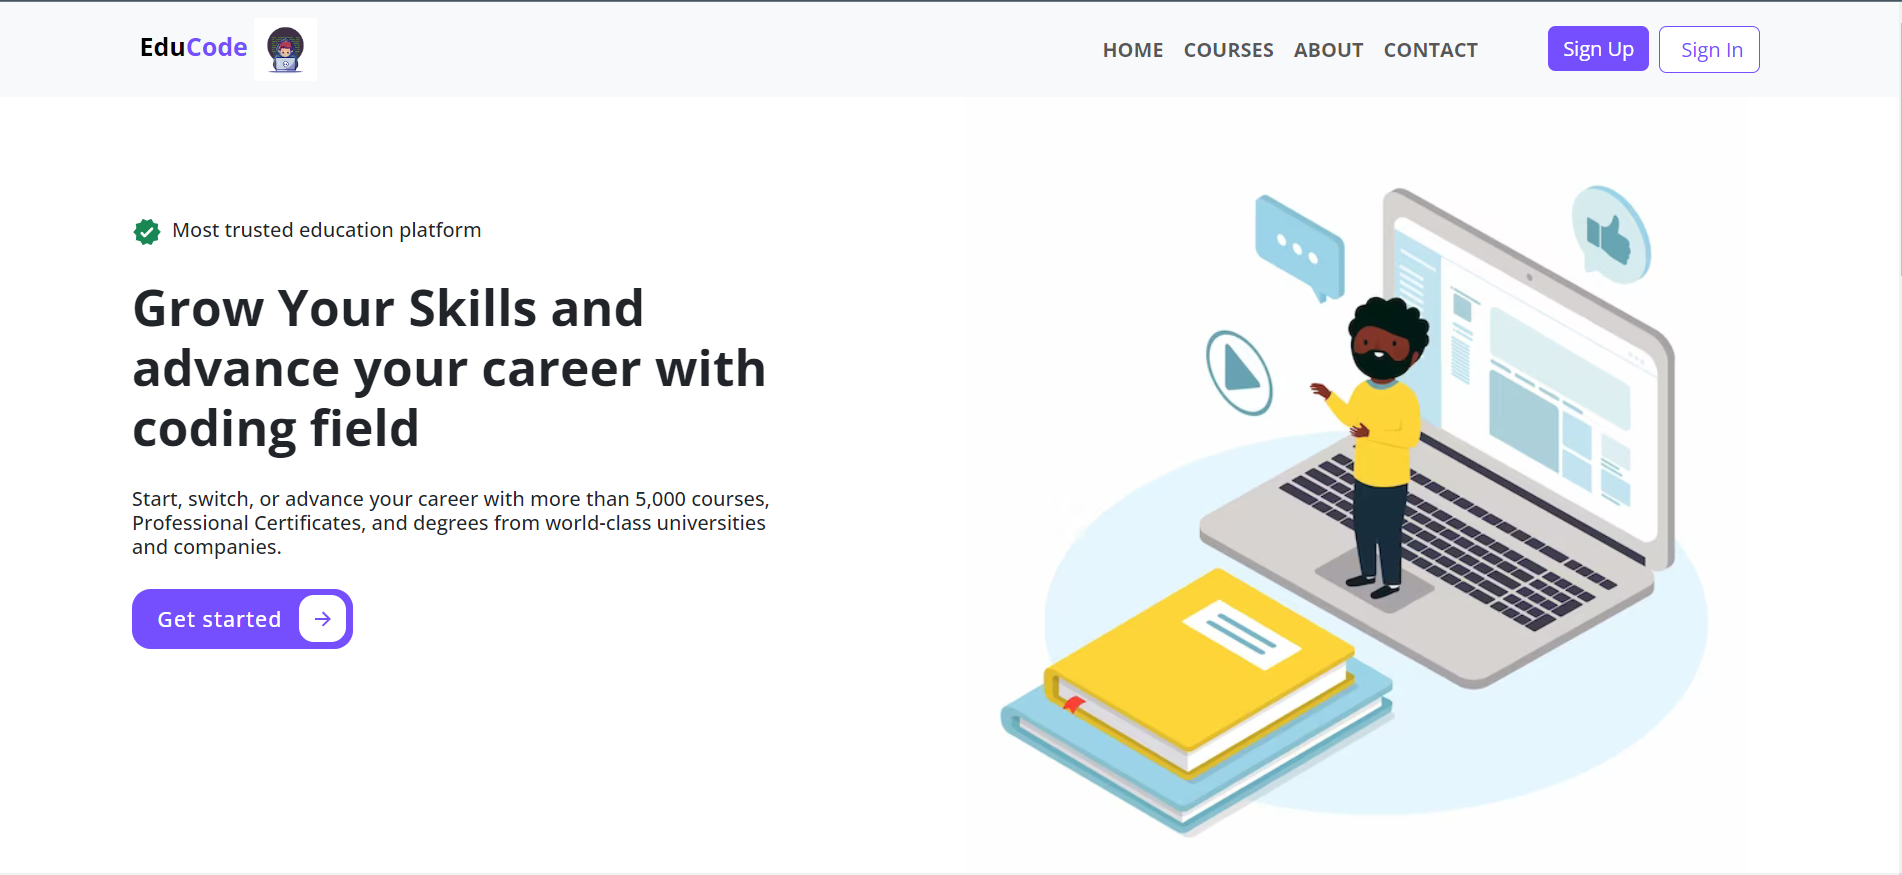 EduCode
HOME COURSES ABOUT CONTACT Sign Up Sign In
Most trusted education platform
Grow Your Skills and
advance your career with
coding field
Start, switch, or advance your career with more than 5,000 courses,
Professional Certificates, and degrees from world-class universities
and companies.
Get started